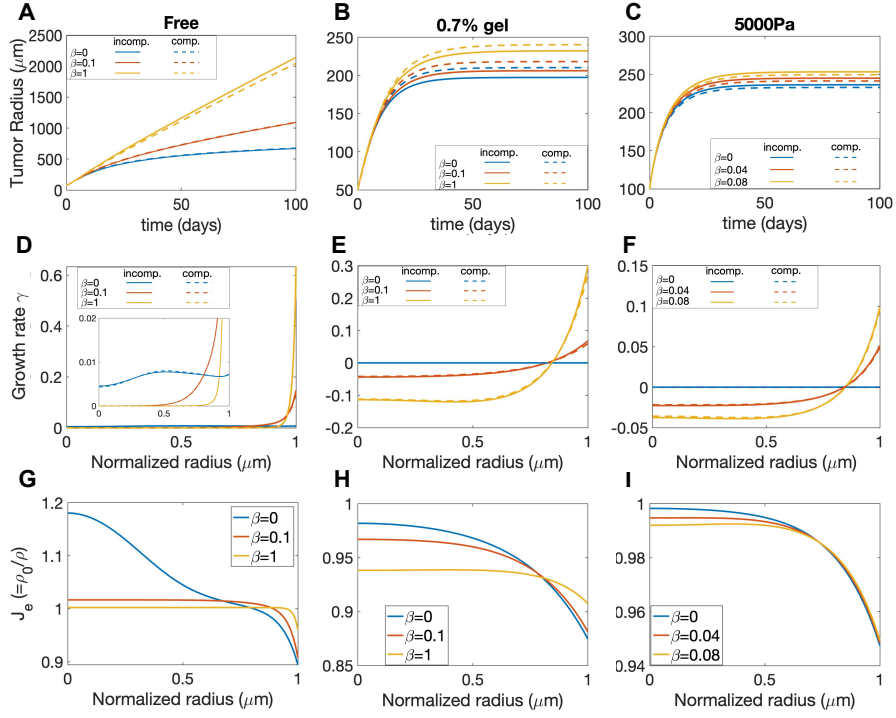 A
Free
2500
2000
1500
1000
500
0
Tumor Radius (μm)
incomp.
comp.
β=0
β=0.1
β=1
0
50
100
time (days)
B
0.7% gel
250
200
150
100
50
incomp.
comp.
β=0
β=0.1
β=1
0
50
100
time (days)
C
5000Pa
300
250
200
150
100
incomp.
comp.
β=0
β=0.04
β=0.08
0
50
100
time (days)
D
0.6
0.4
0.2
0
Growth rate γ
incomp.
comp.
β=0
β=0.1
β=1
0.02
0.01
0
0
0.5
1
0
0.5
1
Normalized radius (μm)
E
0.3
0.2
0.1
0
-0.1
-0.2
incomp.
comp.
β=0
β=0.1
β=1
0
0.5
1
Normalized radius (μm)
F
0.15
0.1
0.05
0
-0.05
incomp.
comp.
β=0
β=0.04
β=0.08
0
0.5
1
Normalized radius (μm)
G
1.2
1.1
1
0.9
Jₑ (=ρ₀/ρ)
β=0
β=0.1
β=1
0
0.5
1
Normalized radius (μm)
H
1
0.95
0.9
0.85
β=0
β=0.1
β=1
0
0.5
1
Normalized radius (μm)
I
1
0.98
0.96
0.94
β=0
β=0.04
β=0.08
0
0.5
1
Normalized radius (μm)